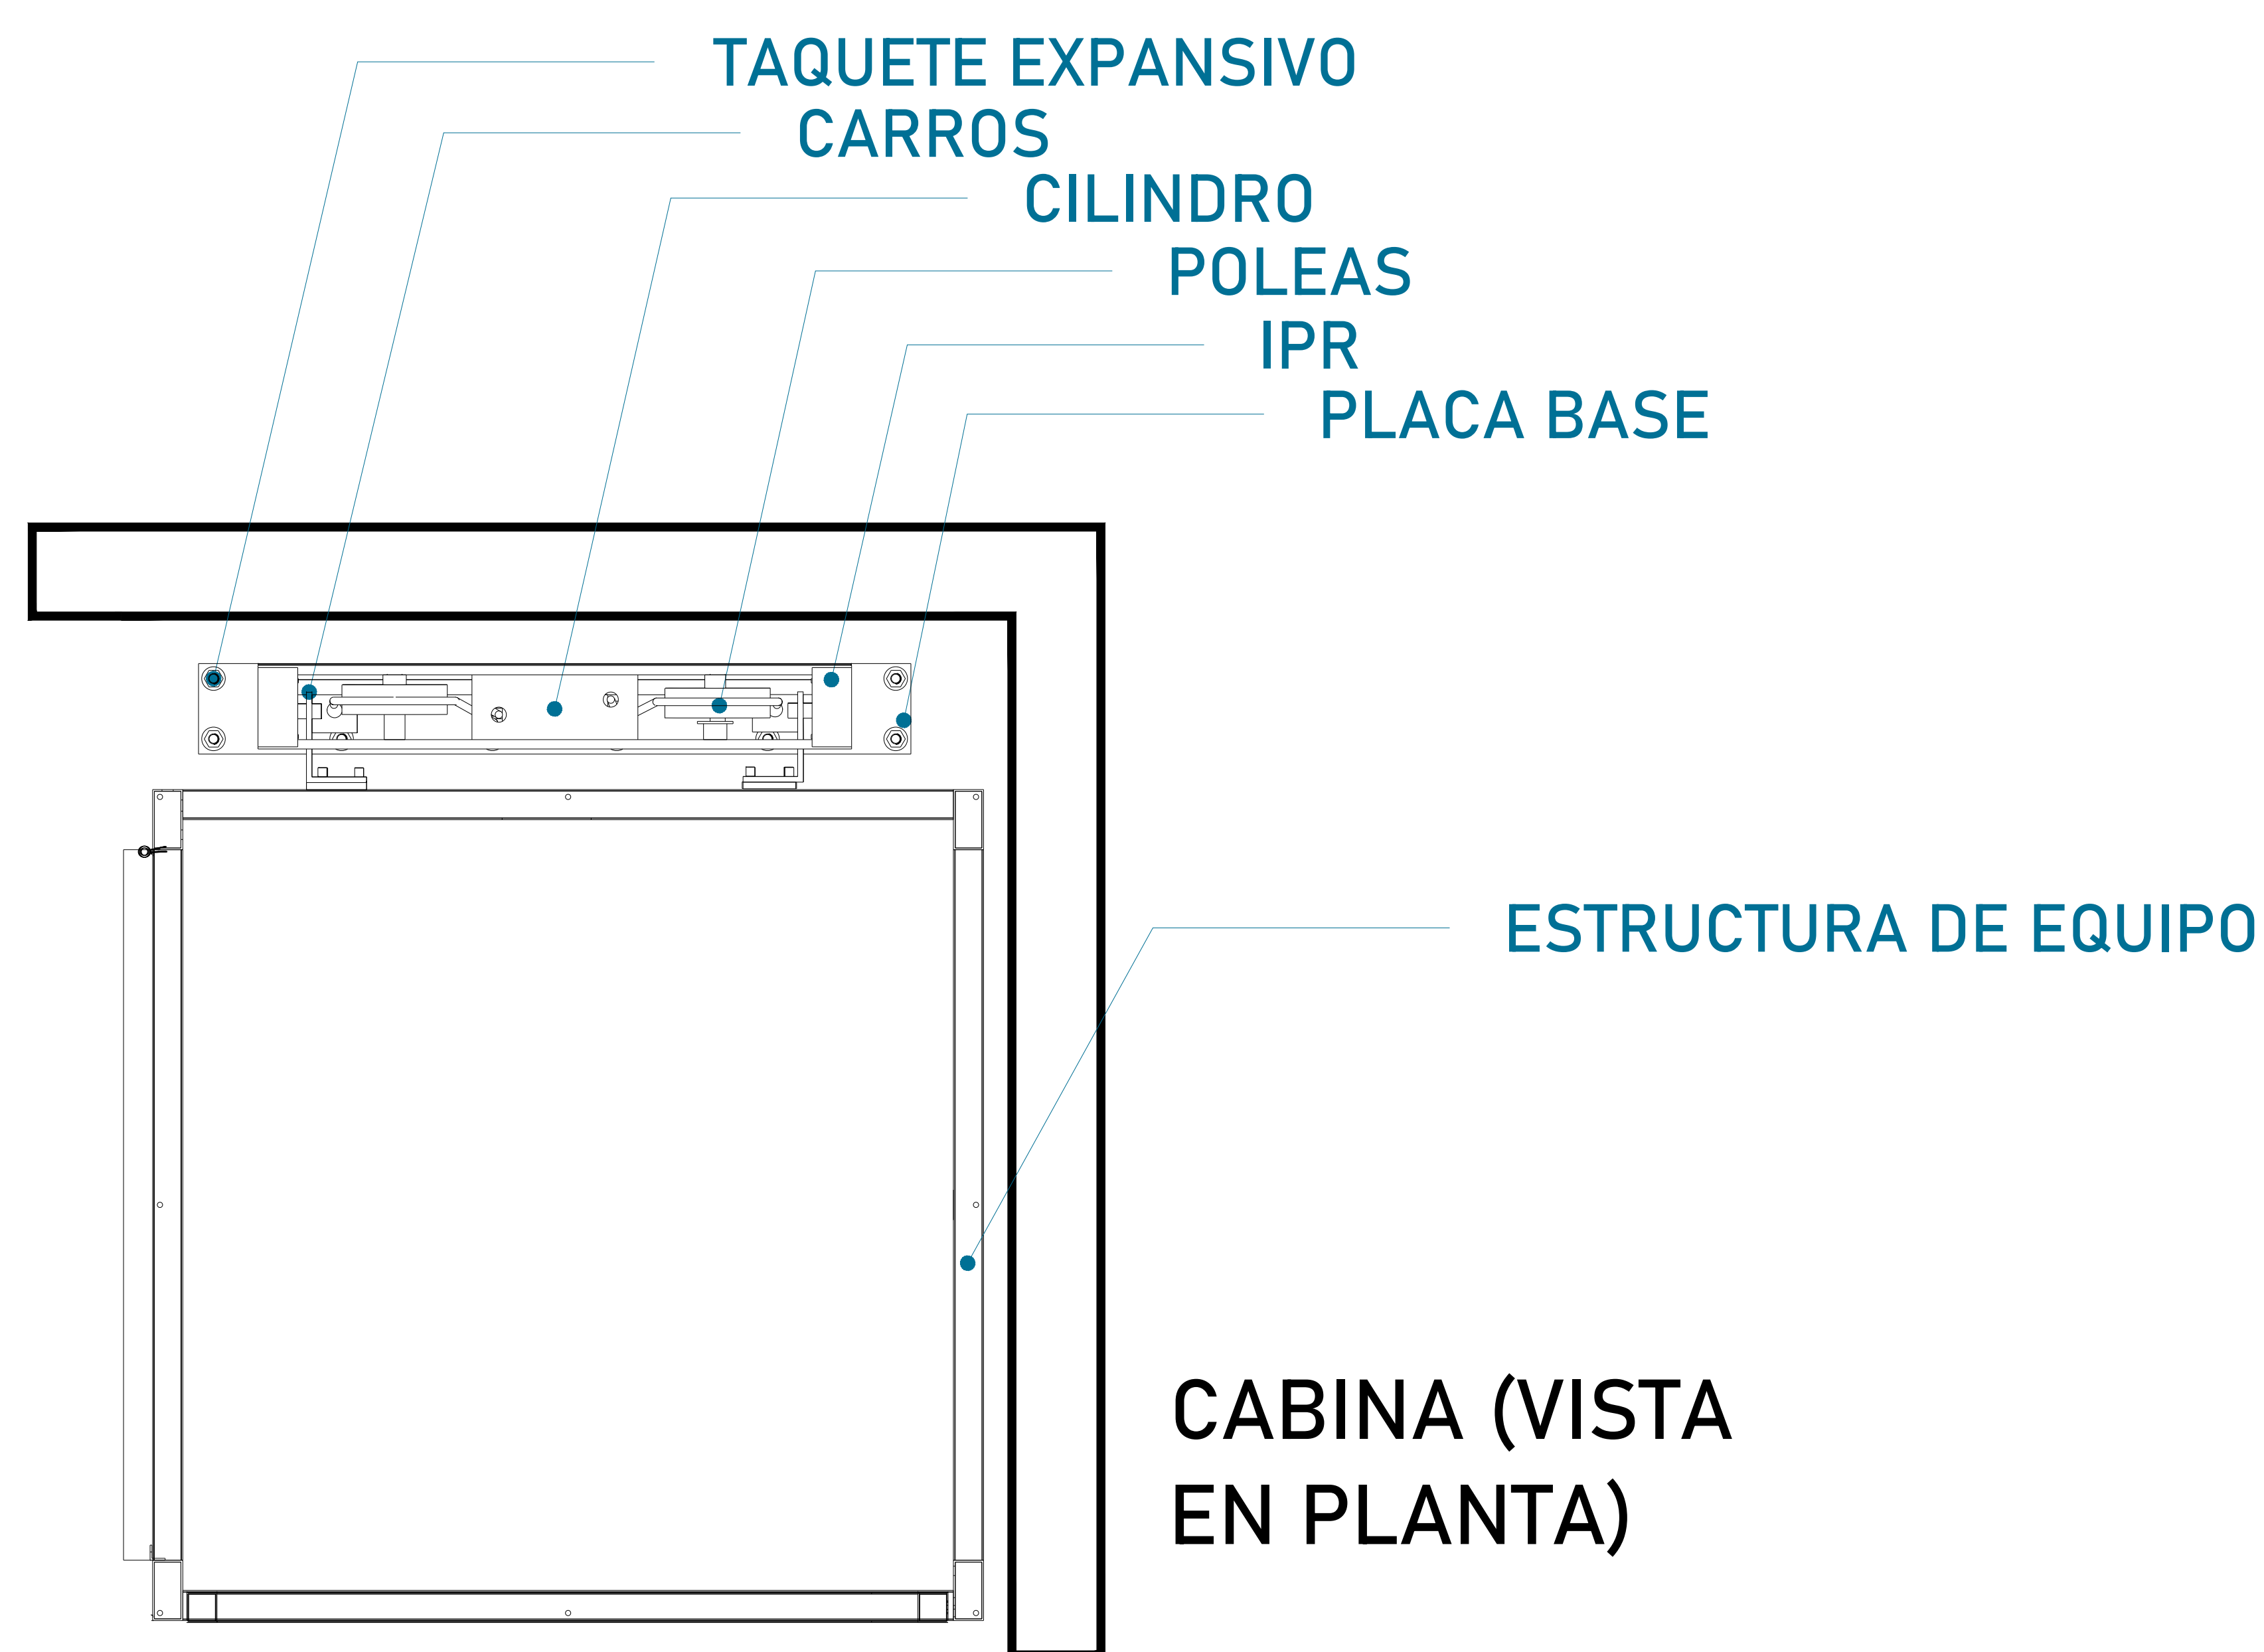 TAQUETE EXPANSIVO
CARROS
CILINDRO
POLEAS
IPR
PLACA BASE
ESTRUCTURA DE EQUIPO
CABINA (VISTA
EN PLANTA)